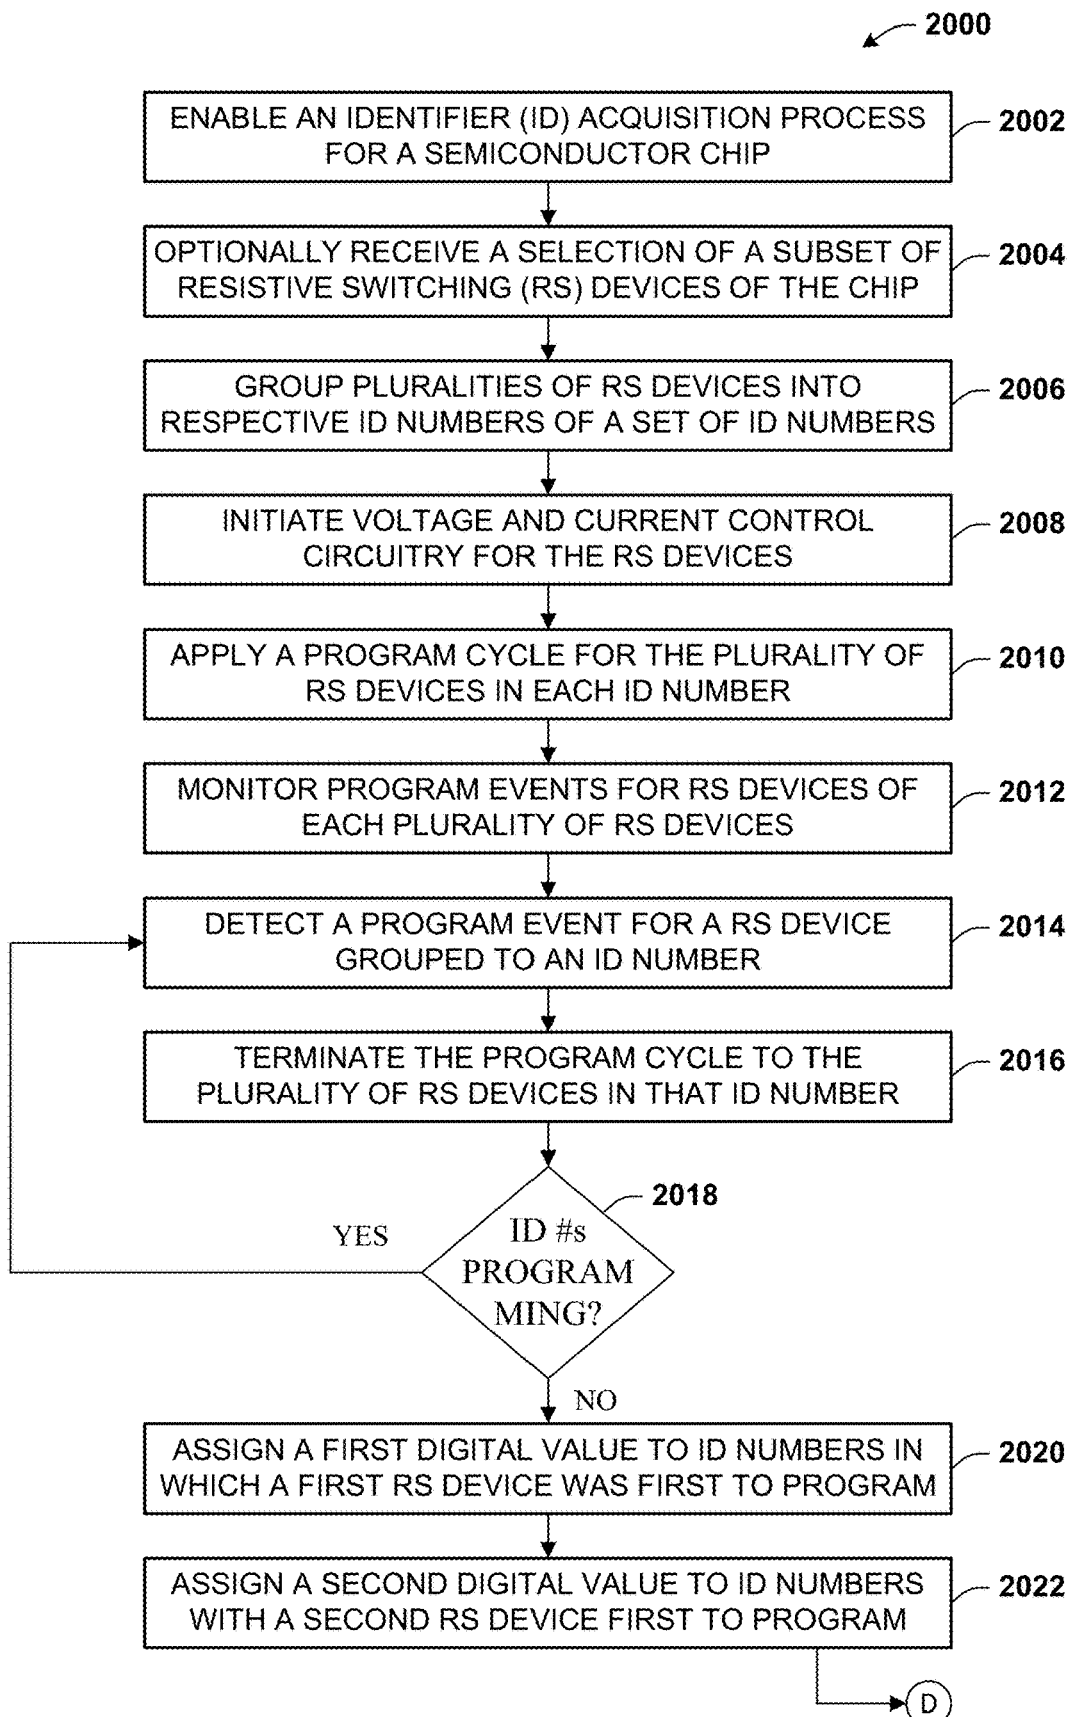 2000
ENABLE AN IDENTIFIER (ID) ACQUISITION PROCESS
FOR A SEMICONDUCTOR CHIP
2002
OPTIONALLY RECEIVE A SELECTION OF A SUBSET OF
RESISTIVE SWITCHING (RS) DEVICES OF THE CHIP
2004
GROUP PLURALITIES OF RS DEVICES INTO
RESPECTIVE ID NUMBERS OF A SET OF ID NUMBERS
2006
INITIATE VOLTAGE AND CURRENT CONTROL
CIRCUITRY FOR THE RS DEVICES
2008
APPLY A PROGRAM CYCLE FOR THE PLURALITY OF
RS DEVICES IN EACH ID NUMBER
2010
MONITOR PROGRAM EVENTS FOR RS DEVICES OF
EACH PLURALITY OF RS DEVICES
2012
DETECT A PROGRAM EVENT FOR A RS DEVICE
GROUPED TO AN ID NUMBER
2014
TERMINATE THE PROGRAM CYCLE TO THE
PLURALITY OF RS DEVICES IN THAT ID NUMBER
2016
2018
YES
ID #s
PROGRAM
MING?
NO
ASSIGN A FIRST DIGITAL VALUE TO ID NUMBERS IN
WHICH A FIRST RS DEVICE WAS FIRST TO PROGRAM
2020
ASSIGN A SECOND DIGITAL VALUE TO ID NUMBERS
WITH A SECOND RS DEVICE FIRST TO PROGRAM
2022
D